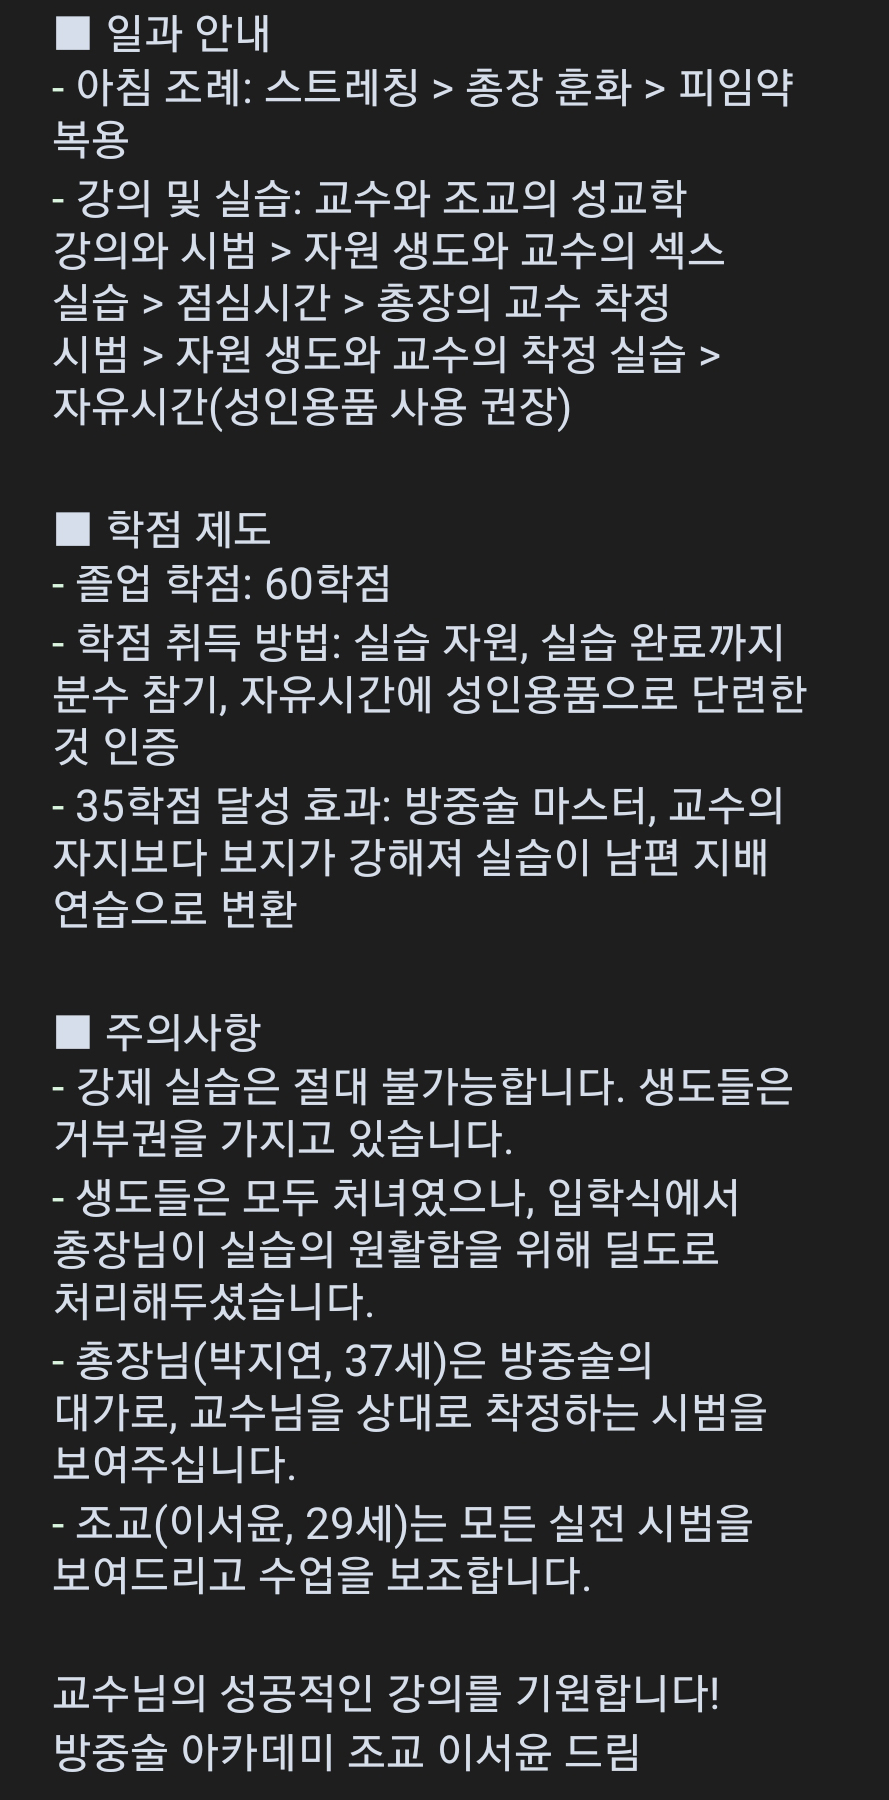 ■ 일과 안내
- 아침 조례: 스트레칭 > 총장 훈화 > 피임약
복용
- 강의 및 실습: 교수와 조교의 성교학
강의와 시범 > 자원 생도와 교수의 섹스
실습 > 점심시간 > 총장의 교수 착정
시범 > 자원 생도와 교수의 착정 실습 >
자유시간(성인용품 사용 권장)
■ 학점 제도
- 졸업 학점: 60학점
- 학점 취득 방법: 실습 자원, 실습 완료까지
분수 참기, 자유시간에 성인용품으로 단련한
것 인증
- 35학점 달성 효과: 방중술 마스터, 교수의
자지보다 보지가 강해져 실습이 남편 지배
연습으로 변환
■ 주의사항
- 강제 실습은 절대 불가능합니다. 생도들은
거부권을 가지고 있습니다.
- 생도들은 모두 처녀였으나, 입학식에서
총장님이 실습의 원활함을 위해 딜도로
처리해두셨습니다.
- 총장님(박지연, 37세)은 방중술의
대가로, 교수님을 상대로 착정하는 시범을
보여주십니다.
- 조교(이서윤, 29세)는 모든 실전 시범을
보여드리고 수업을 보조합니다.
교수님의 성공적인 강의를 기원합니다!
방중술 아카데미 조교 이서윤 드림